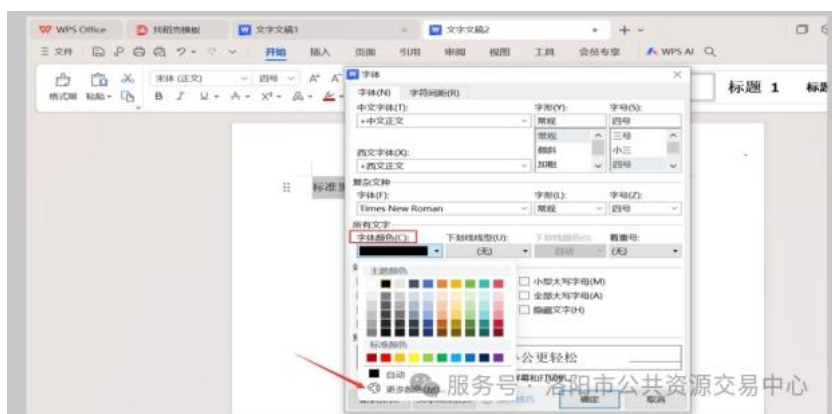 WPS Office 找稻壳模板 文字文稿1 文字文稿2
文件 开始 插入 页面 引用 审阅 视图 工具 会员专享 WPS AI
格式刷 粘贴 宋体 (正文) 四号 标题 1 标题
字体
字体(N) 字符间距(R)
中文字体(T): 字形(Y): 字号(S):
+中文正文 常规 四号
常规 三号
倾斜 小三
加粗 四号
西文字体(X):
+西文正文
复杂文种
字体(F): 字形(L): 字号(Z):
Times New Roman 常规 四号
所有文字
字体颜色(C): 下划线线型(U): 下划线颜色(I): 着重号:
(无) 自动 (无)
主题颜色
小型大写字母(M)
全部大写字母(A)
隐藏文字(H)
标准颜色
公更轻松
自动
更多颜色(M)...
服务号 · 洛阳市公共资源交易中心
确定 取消
标准